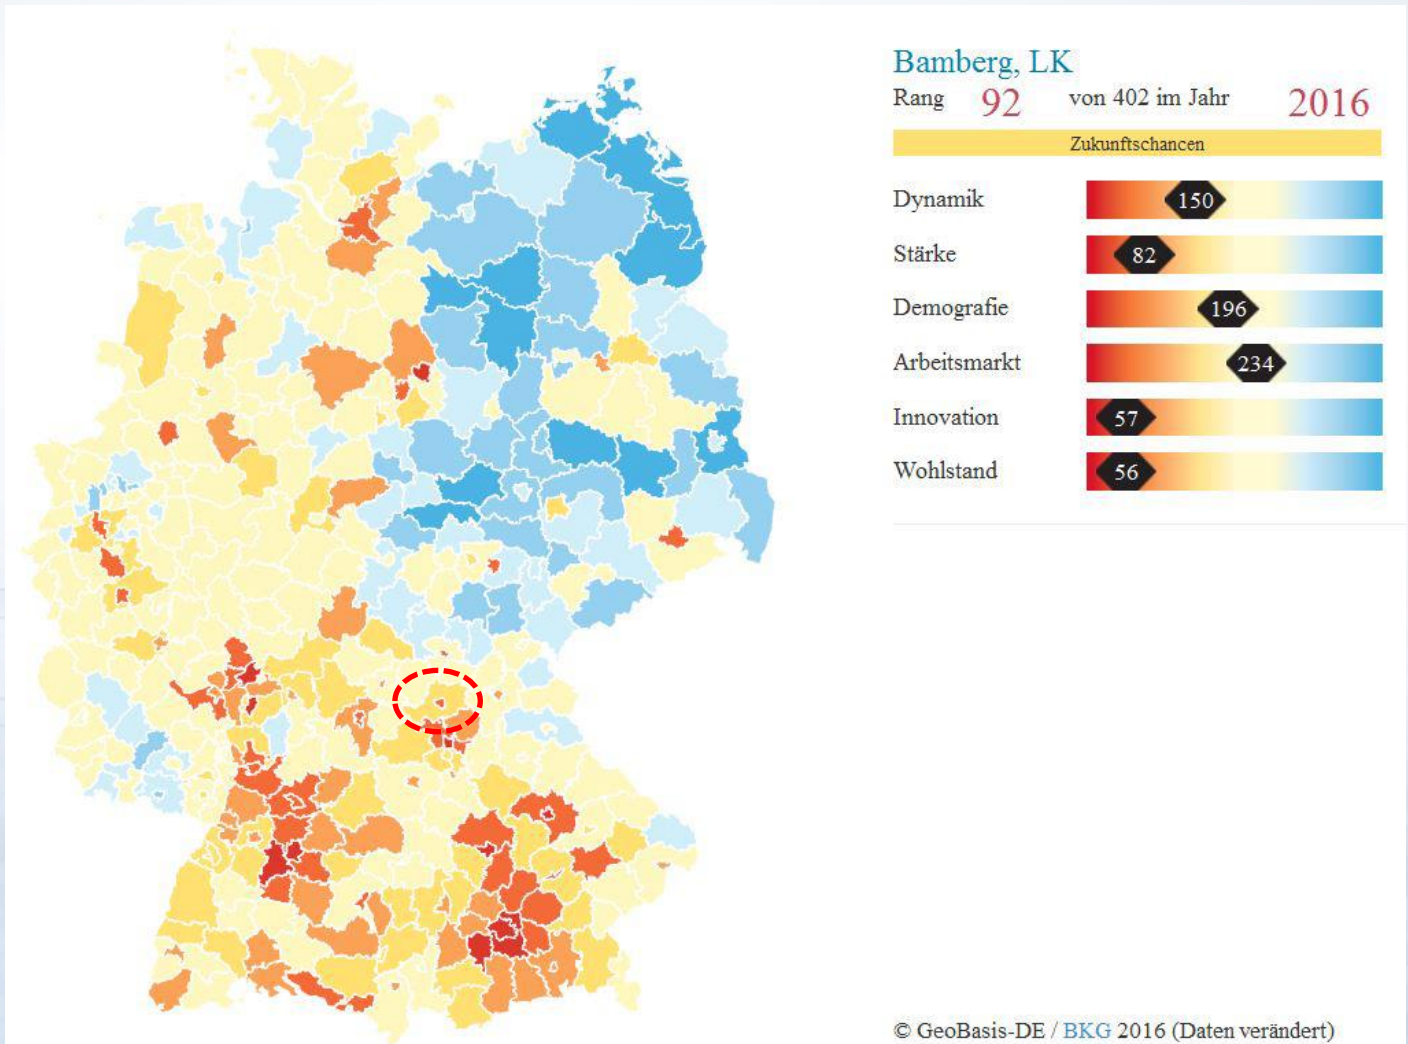 Bamberg, LK
Rang 92 von 402 im Jahr 2016
Zukunftschancen
Dynamik 150
Stärke 82
Demografie 196
Arbeitsmarkt 234
Innovation 57
Wohlstand 56
© GeoBasis-DE / BKG 2016 (Daten verändert)